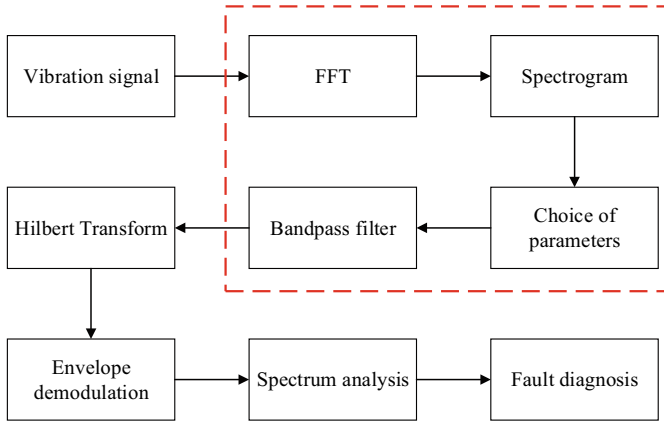 Vibration signal
FFT
Spectrogram
Hilbert Transform
Bandpass filter
Choice of
parameters
Envelope
demodulation
Spectrum analysis
Fault diagnosis